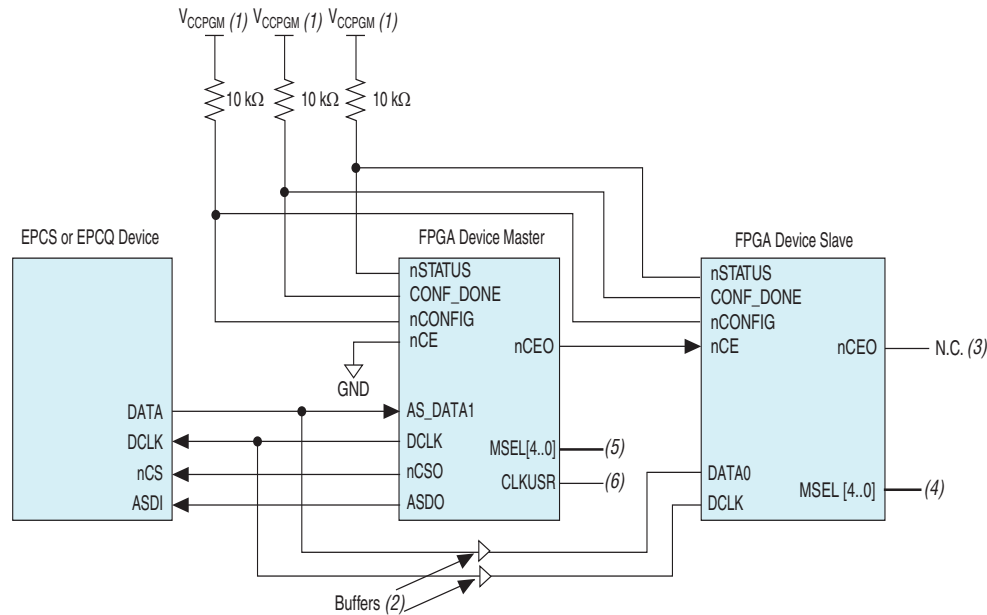 VCCPGM (1) VCCPGM (1) VCCPGM (1)
10 kΩ 10 kΩ 10 kΩ
EPCS or EPCQ Device
DATA
DCLK
nCS
ASDI
FPGA Device Master
nSTATUS
CONF_DONE
nCONFIG
nCE
nCEO
GND
AS_DATA1
DCLK
nCSO
ASDO
MSEL[4..0] (5)
CLKUSR (6)
FPGA Device Slave
nSTATUS
CONF_DONE
nCONFIG
nCE
nCEO N.C. (3)
DATA0
DCLK
MSEL [4..0] (4)
Buffers (2)